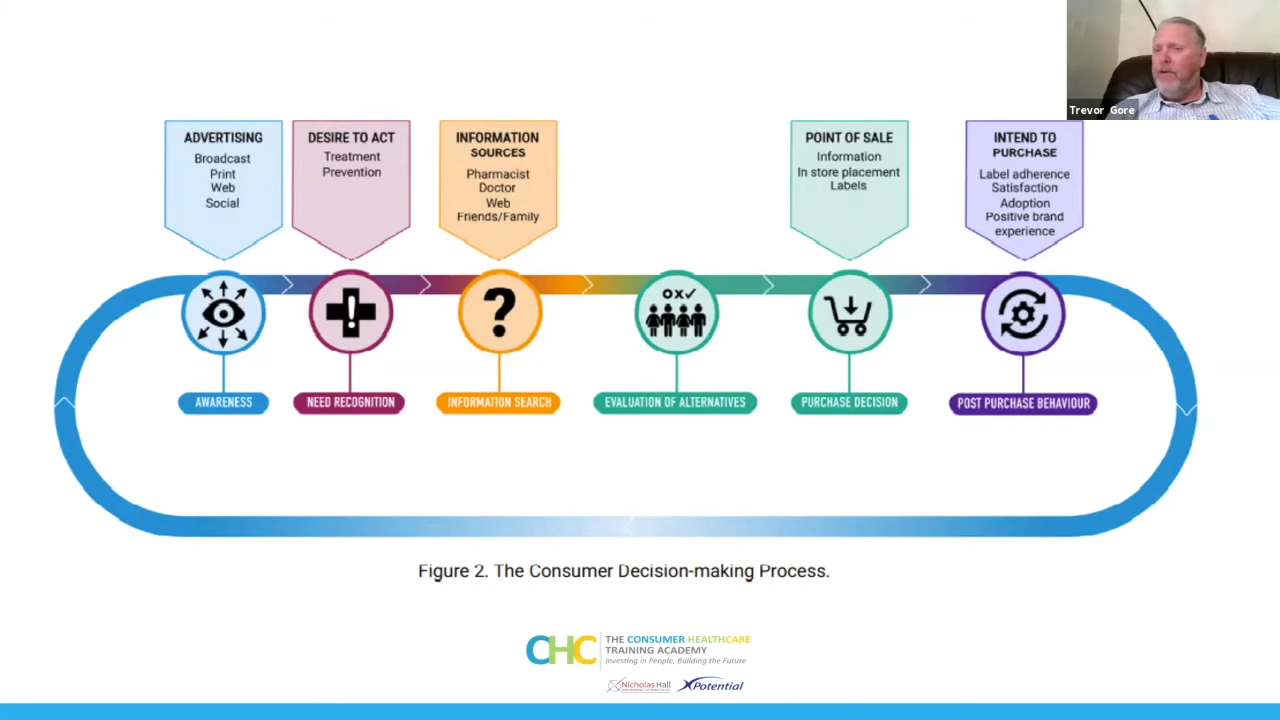 Trevor Gore
ADVERTISING
Broadcast
Print
Web
Social
DESIRE TO ACT
Treatment
Prevention
INFORMATION
SOURCES
Pharmacist
Doctor
Web
Friends/Family
POINT OF SALE
Information
In store placement
Labels
INTEND TO
PURCHASE
Label adherence
Satisfaction
Adoption
Positive brand
experience
OX✓
AWARENESS
NEED RECOGNITION
INFORMATION SEARCH
EVALUATION OF ALTERNATIVES
PURCHASE DECISION
POST PURCHASE BEHAVIOUR
Figure 2. The Consumer Decision-making Process.
CHC
THE CONSUMER HEALTHCARE
TRAINING ACADEMY
Investing in People, Building the Future
Nicholas Hall
XPotential